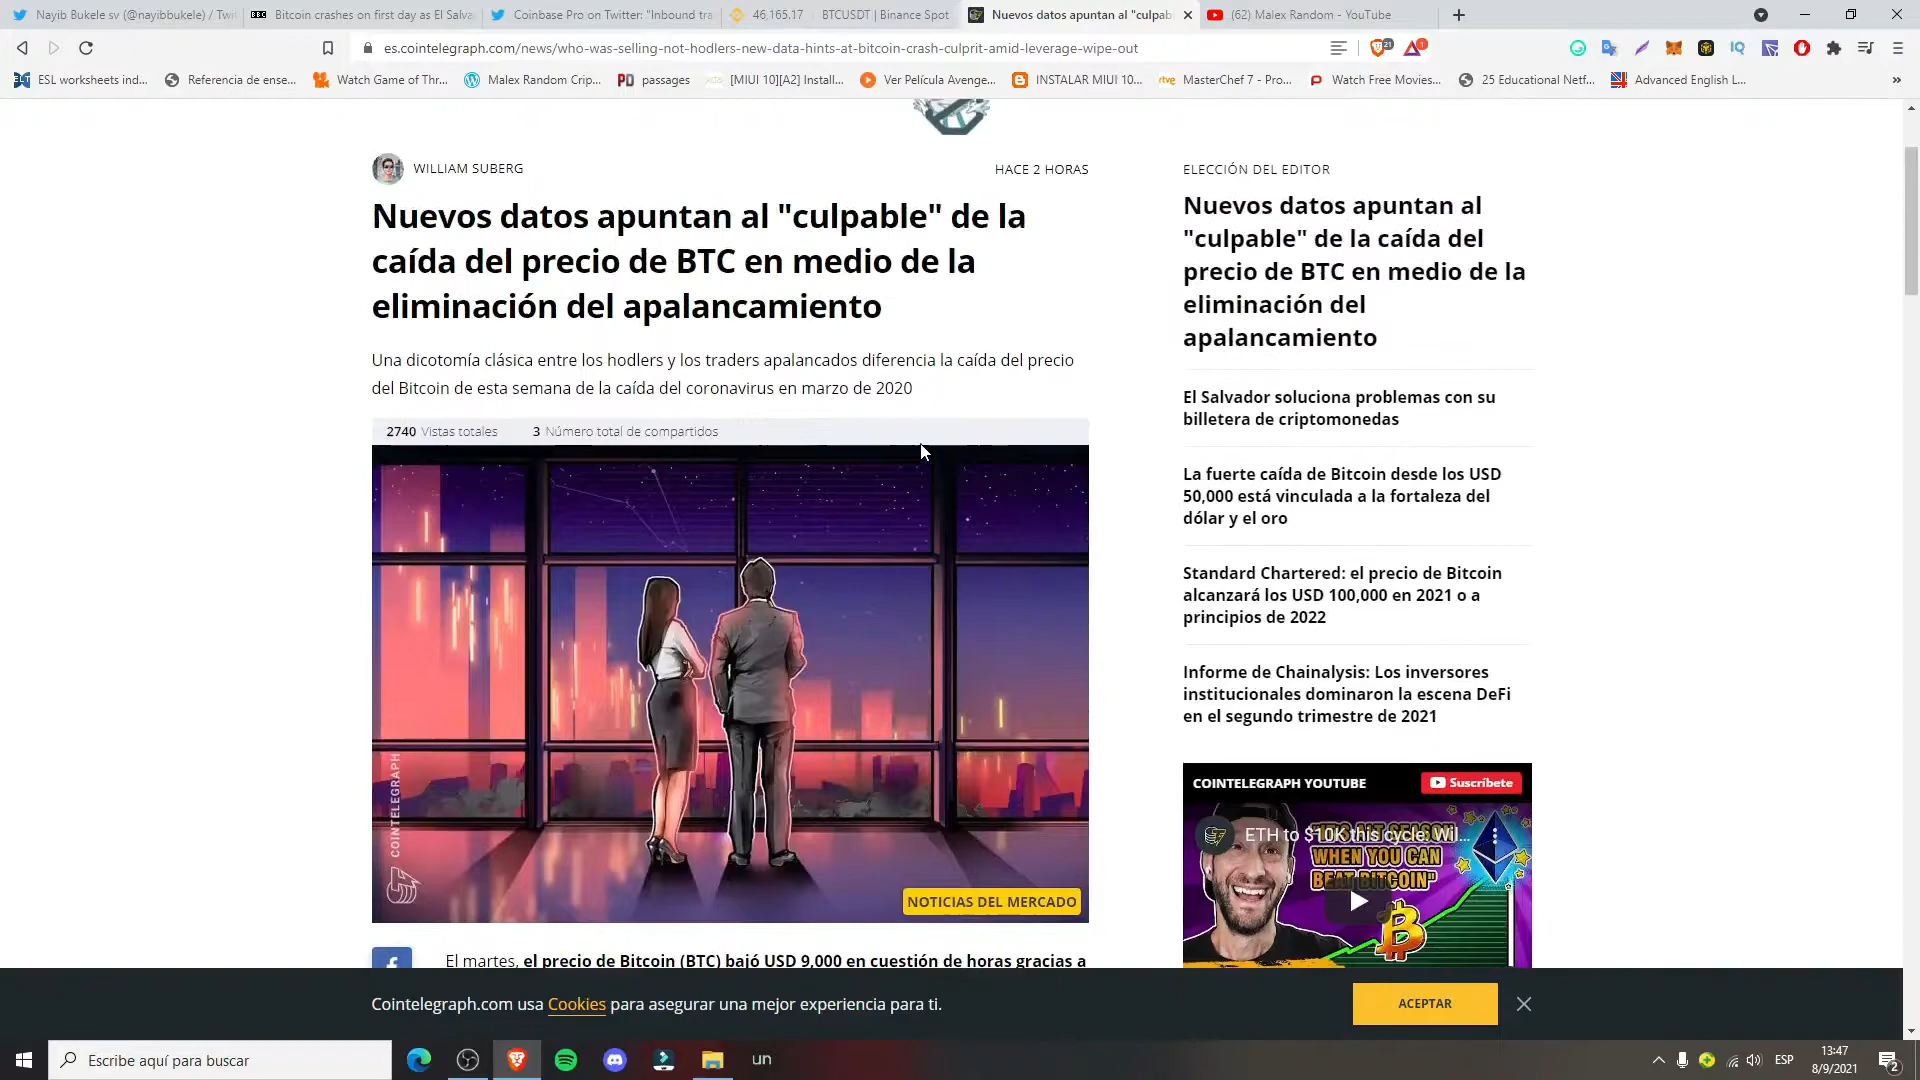 Nayib Bukele sv (@nayibbukele) / Twi
BBC Bitcoin crashes on first day as El Salva
Coinbase Pro on Twitter: "Inbound tra
46,165.17 BTCUSDT | Binance Spot
Nuevos datos apuntan al "culpab
(62) Malex Random - YouTube
es.cointelegraph.com/news/who-was-selling-not-hodlers-new-data-hints-at-bitcoin-crash-culprit-amid-leverage-wipe-out
21
1
IQ
ELT ESL worksheets ind...
Referencia de ense...
Watch Game of Thr...
Malex Random Crip...
PD passages
[MIUI 10][A2] Install...
Ver Película Avenge...
INSTALAR MIUI 10...
rtve MasterChef 7 - Pro...
Watch Free Movies...
25 Educational Netf...
Advanced English L...
»
WILLIAM SUBERG
HACE 2 HORAS
Nuevos datos apuntan al "culpable" de la
caída del precio de BTC en medio de la
eliminación del apalancamiento
Una dicotomía clásica entre los hodlers y los traders apalancados diferencia la caída del precio
del Bitcoin de esta semana de la caída del coronavirus en marzo de 2020
2740 Vistas totales 3 Número total de compartidos
COINTELEGRAPH
NOTICIAS DEL MERCADO
El martes, el precio de Bitcoin (BTC) bajó USD 9,000 en cuestión de horas gracias a
ELECCIÓN DEL EDITOR
Nuevos datos apuntan al
"culpable" de la caída del
precio de BTC en medio de la
eliminación del
apalancamiento
El Salvador soluciona problemas con su
billetera de criptomonedas
La fuerte caída de Bitcoin desde los USD
50,000 está vinculada a la fortaleza del
dólar y el oro
Standard Chartered: el precio de Bitcoin
alcanzará los USD 100,000 en 2021 o a
principios de 2022
Informe de Chainalysis: Los inversores
institucionales dominaron la escena DeFi
en el segundo trimestre de 2021
COINTELEGRAPH YOUTUBE
Suscríbete
ETH to $10K this cycle. Wil...
"IT'S ALT SEASON
WHEN YOU CAN
BEAT BITCOIN"
Cointelegraph.com usa Cookies para asegurar una mejor experiencia para ti.
ACEPTAR
Escribe aquí para buscar
un
ESP
13:47
8/9/2021
2